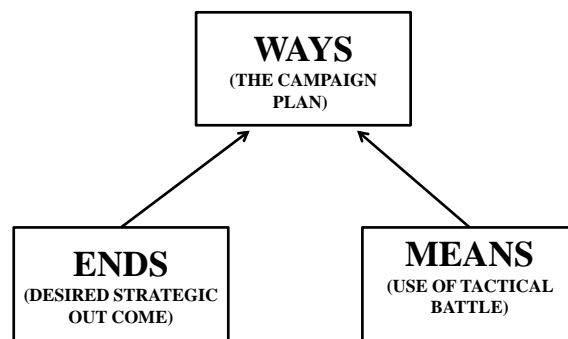 WAYS
(THE CAMPAIGN
PLAN)
ENDS
(DESIRED STRATEGIC
OUT COME)
MEANS
(USE OF TACTICAL
BATTLE)